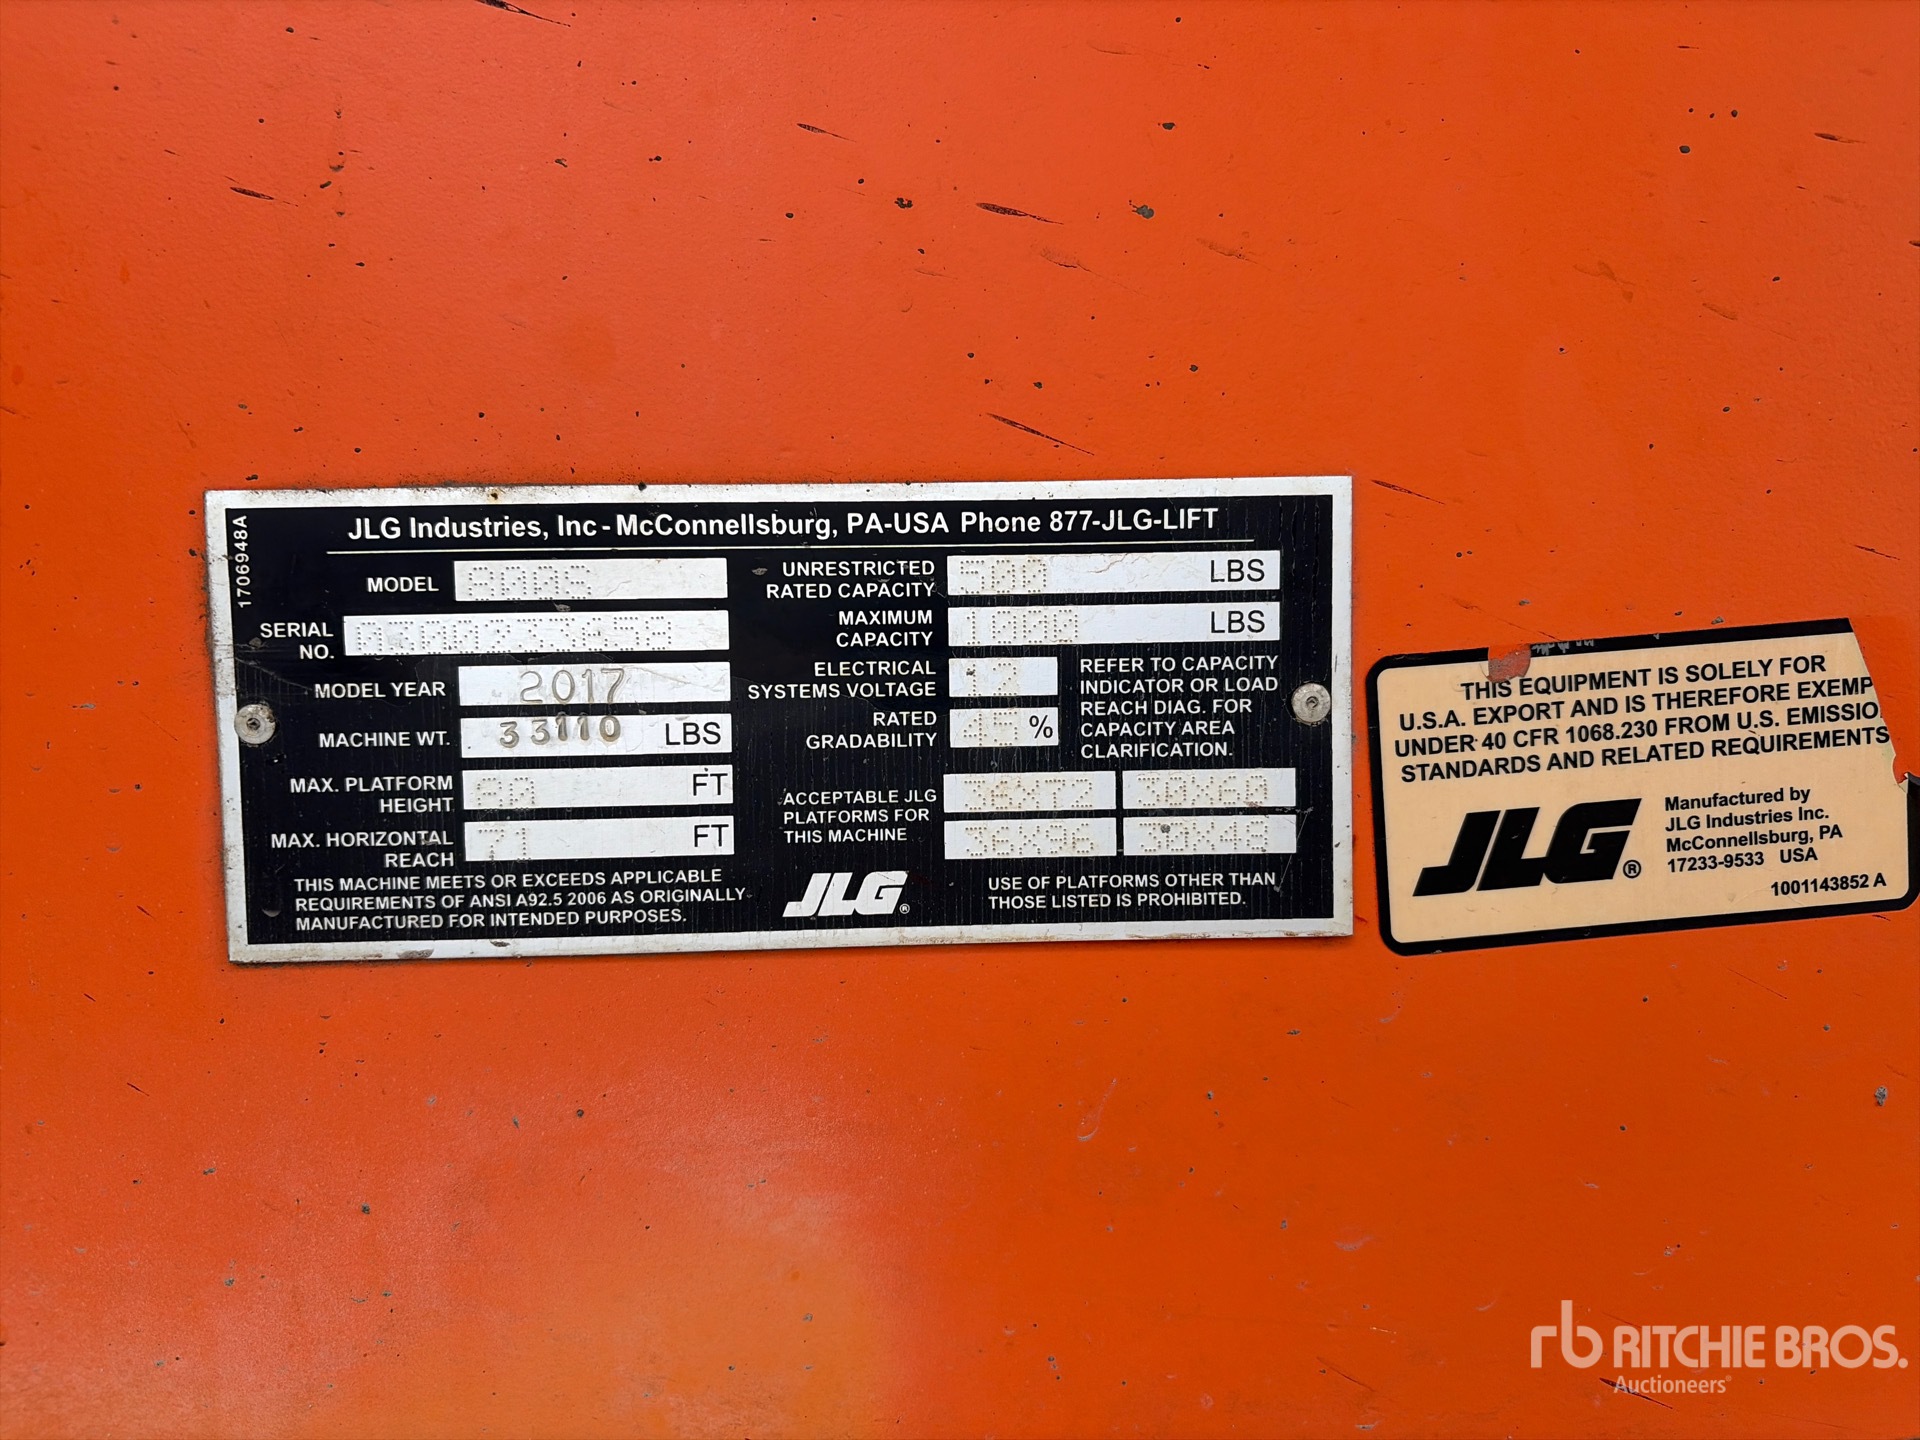 1706948A
JLG Industries, Inc - McConnellsburg, PA-USA Phone 877-JLG-LIFT
MODEL 800S
SERIAL NO. 0300233658
MODEL YEAR 2017
MACHINE WT. 33110 LBS
MAX. PLATFORM HEIGHT 80 FT
MAX. HORIZONTAL REACH 71 FT
THIS MACHINE MEETS OR EXCEEDS APPLICABLE
REQUIREMENTS OF ANSI A92.5 2006 AS ORIGINALLY
MANUFACTURED FOR INTENDED PURPOSES.
UNRESTRICTED RATED CAPACITY 500 LBS
MAXIMUM CAPACITY 1000 LBS
ELECTRICAL SYSTEMS VOLTAGE 12
RATED GRADABILITY 45 %
REFER TO CAPACITY
INDICATOR OR LOAD
REACH DIAG. FOR
CAPACITY AREA
CLARIFICATION.
ACCEPTABLE JLG
PLATFORMS FOR
THIS MACHINE
36X72 30X60
36X96 30X48
JLG®
USE OF PLATFORMS OTHER THAN
THOSE LISTED IS PROHIBITED.
THIS EQUIPMENT IS SOLELY FOR
U.S.A. EXPORT AND IS THEREFORE EXEMP
UNDER 40 CFR 1068.230 FROM U.S. EMISSIO
STANDARDS AND RELATED REQUIREMENTS
JLG®
Manufactured by
JLG Industries Inc.
McConnellsburg, PA
17233-9533 USA
1001143852 A
rb RITCHIE BROS.
Auctioneers®